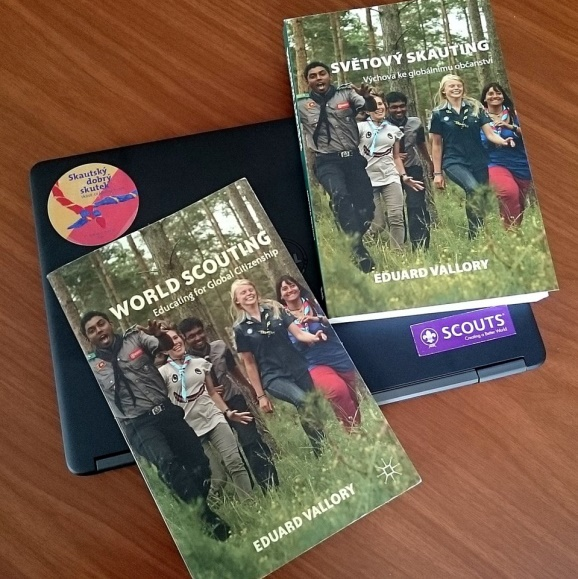 SVĚTOVÝ SKAUTING
Výchova ke globálnímu občanství
EDUARD VALLORY
Skautský
dobrý
skutek
WORLD SCOUTING
Educating for Global Citizenship
EDUARD VALLORY
SCOUTS
Creating a Better World